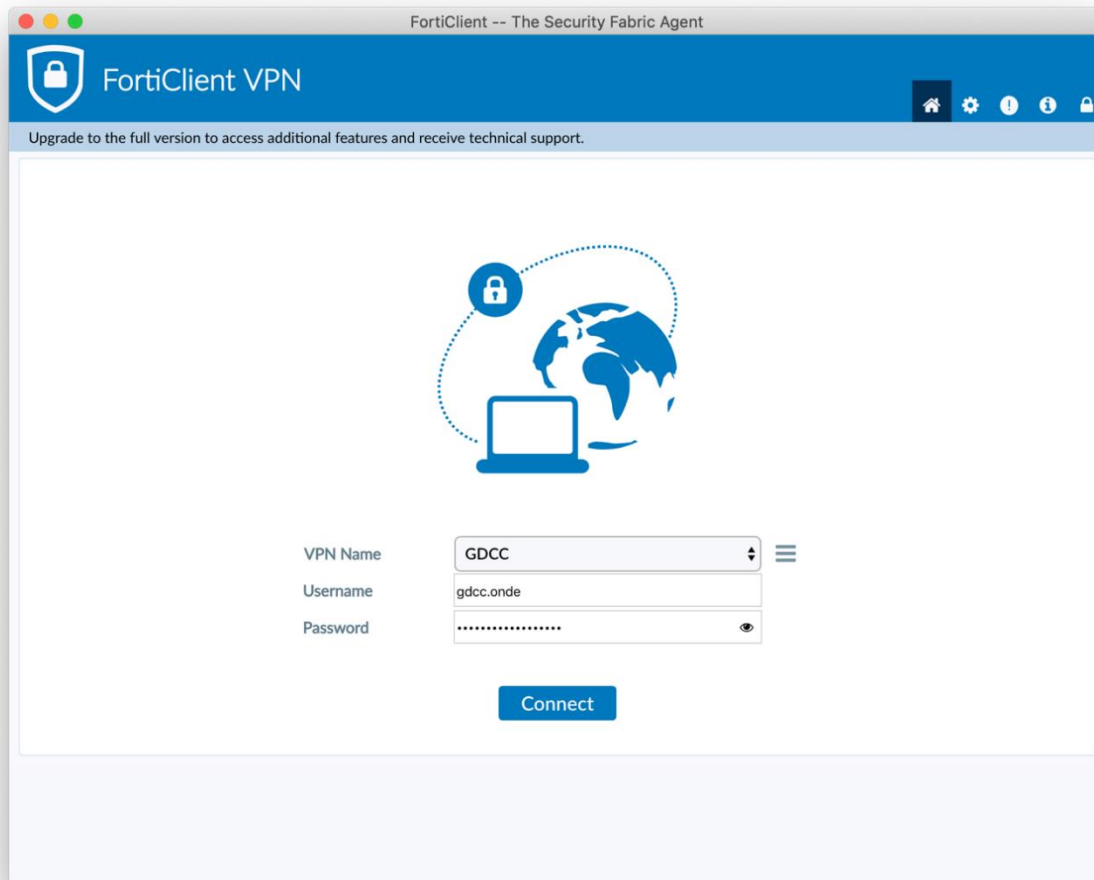 FortiClient -- The Security Fabric Agent
FortiClient VPN
Upgrade to the full version to access additional features and receive technical support.
VPN Name GDCC
Username gdcc.onde
Password ••••••••••••••••••
Connect